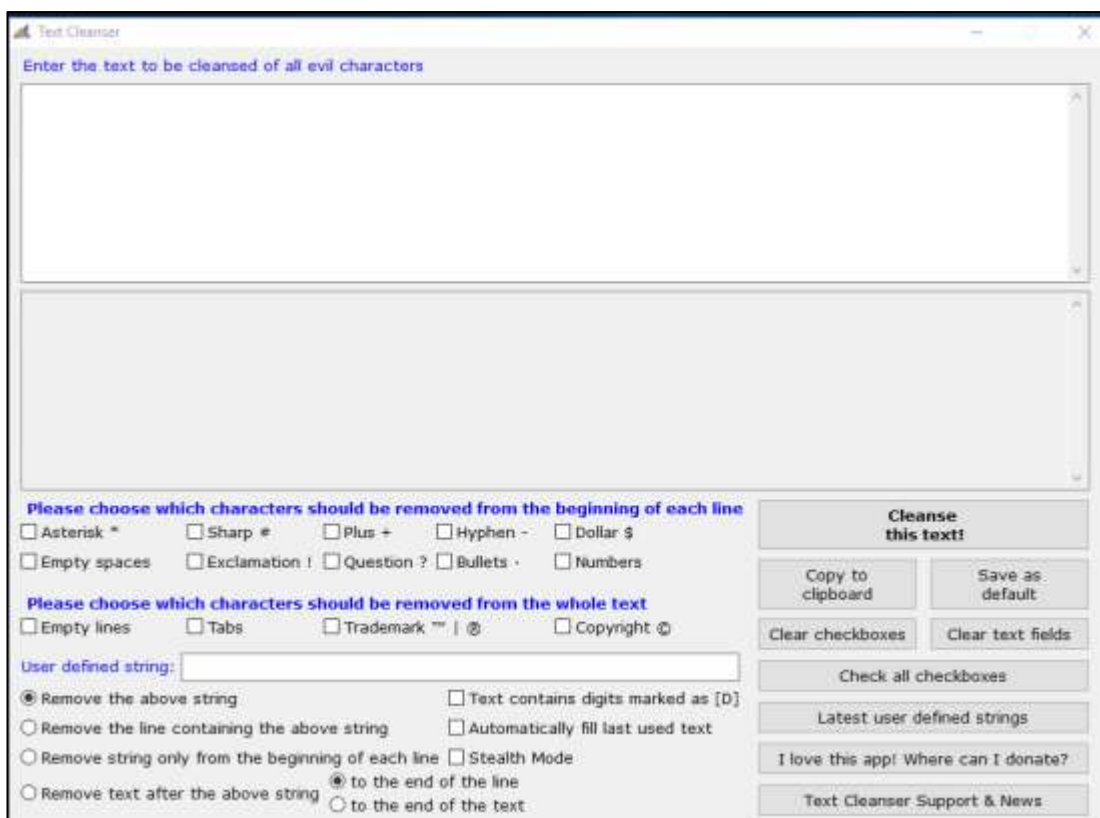 Text Cleanser
Enter the text to be cleansed of all evil characters
Please choose which characters should be removed from the beginning of each line
Asterisk * Sharp # Plus + Hyphen - Dollar $
Empty spaces Exclamation ! Question ? Bullets · Numbers
Please choose which characters should be removed from the whole text
Empty lines Tabs Trademark ™ | ® Copyright ©
User defined string:
Remove the above string Text contains digits marked as [D]
Remove the line containing the above string Automatically fill last used text
Remove string only from the beginning of each line Stealth Mode
Remove text after the above string to the end of the line
to the end of the text
Cleanse
this text!
Copy to
clipboard
Save as
default
Clear checkboxes Clear text fields
Check all checkboxes
Latest user defined strings
I love this app! Where can I donate?
Text Cleanser Support & News